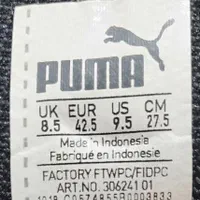 PUMA
UK EUR US CM
8.5 42.5 9.5 27.5
Made in Indonesia
Fabriqué en Indonesie
FACTORY FTWPC/FIDPC
ART.NO. 306241 01